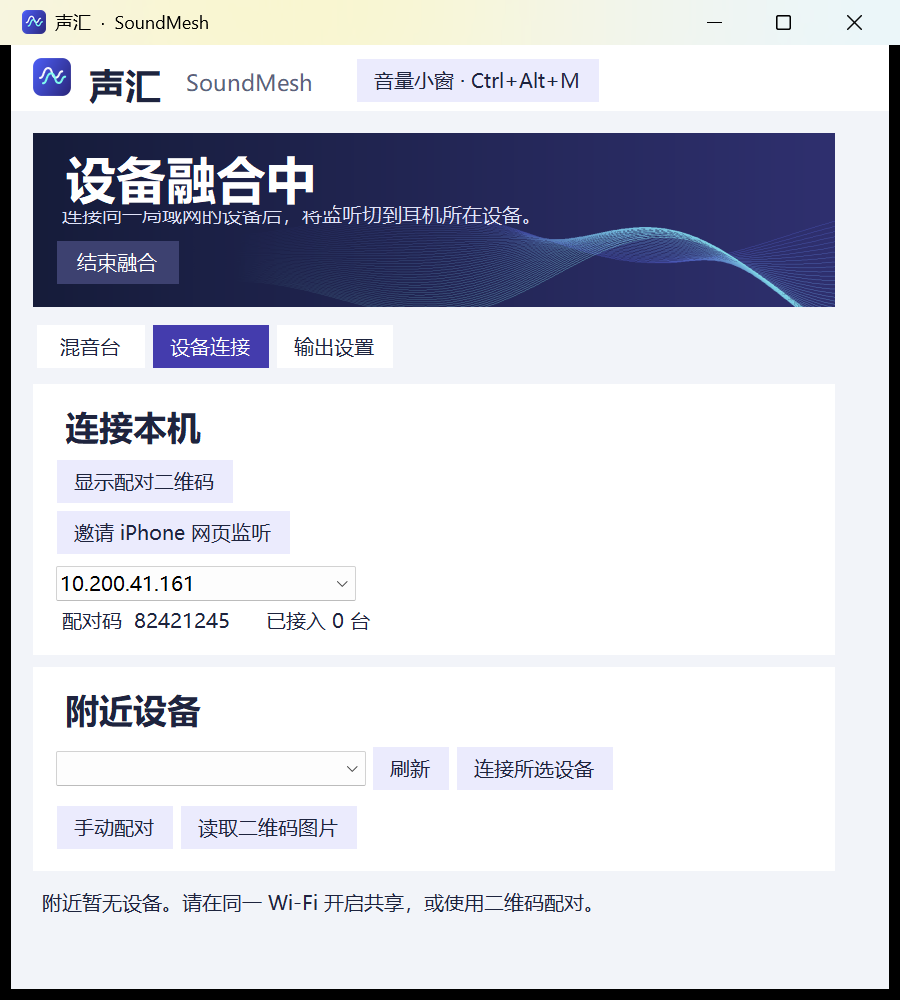 声汇 · SoundMesh
声汇 SoundMesh 音量小窗 · Ctrl+Alt+M
设备融合中
连接同一局域网的设备后，将监听切到耳机所在设备。
结束融合
混音台 设备连接 输出设置
连接本机
显示配对二维码
邀请 iPhone 网页监听
10.200.41.161
配对码 82421245 已接入 0 台
附近设备
刷新 连接所选设备
手动配对 读取二维码图片
附近暂无设备。请在同一 Wi-Fi 开启共享，或使用二维码配对。